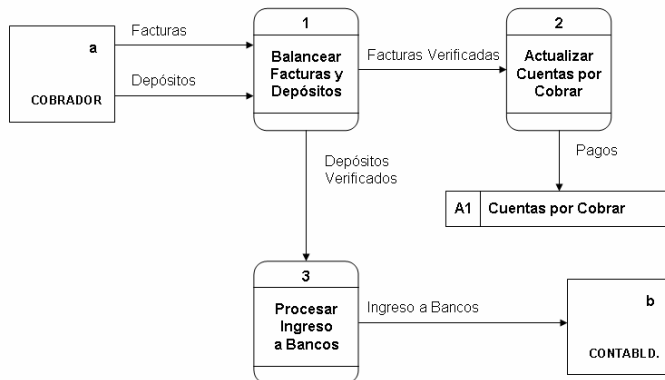 a
COBRADOR
Facturas
Depósitos
1
Balancear
Facturas y
Depósitos
Facturas Verificadas
2
Actualizar
Cuentas por
Cobrar
Depósitos
Verificados
Pagos
A1 Cuentas por Cobrar
3
Procesar
Ingreso
a Bancos
Ingreso a Bancos
b
CONTABLD.